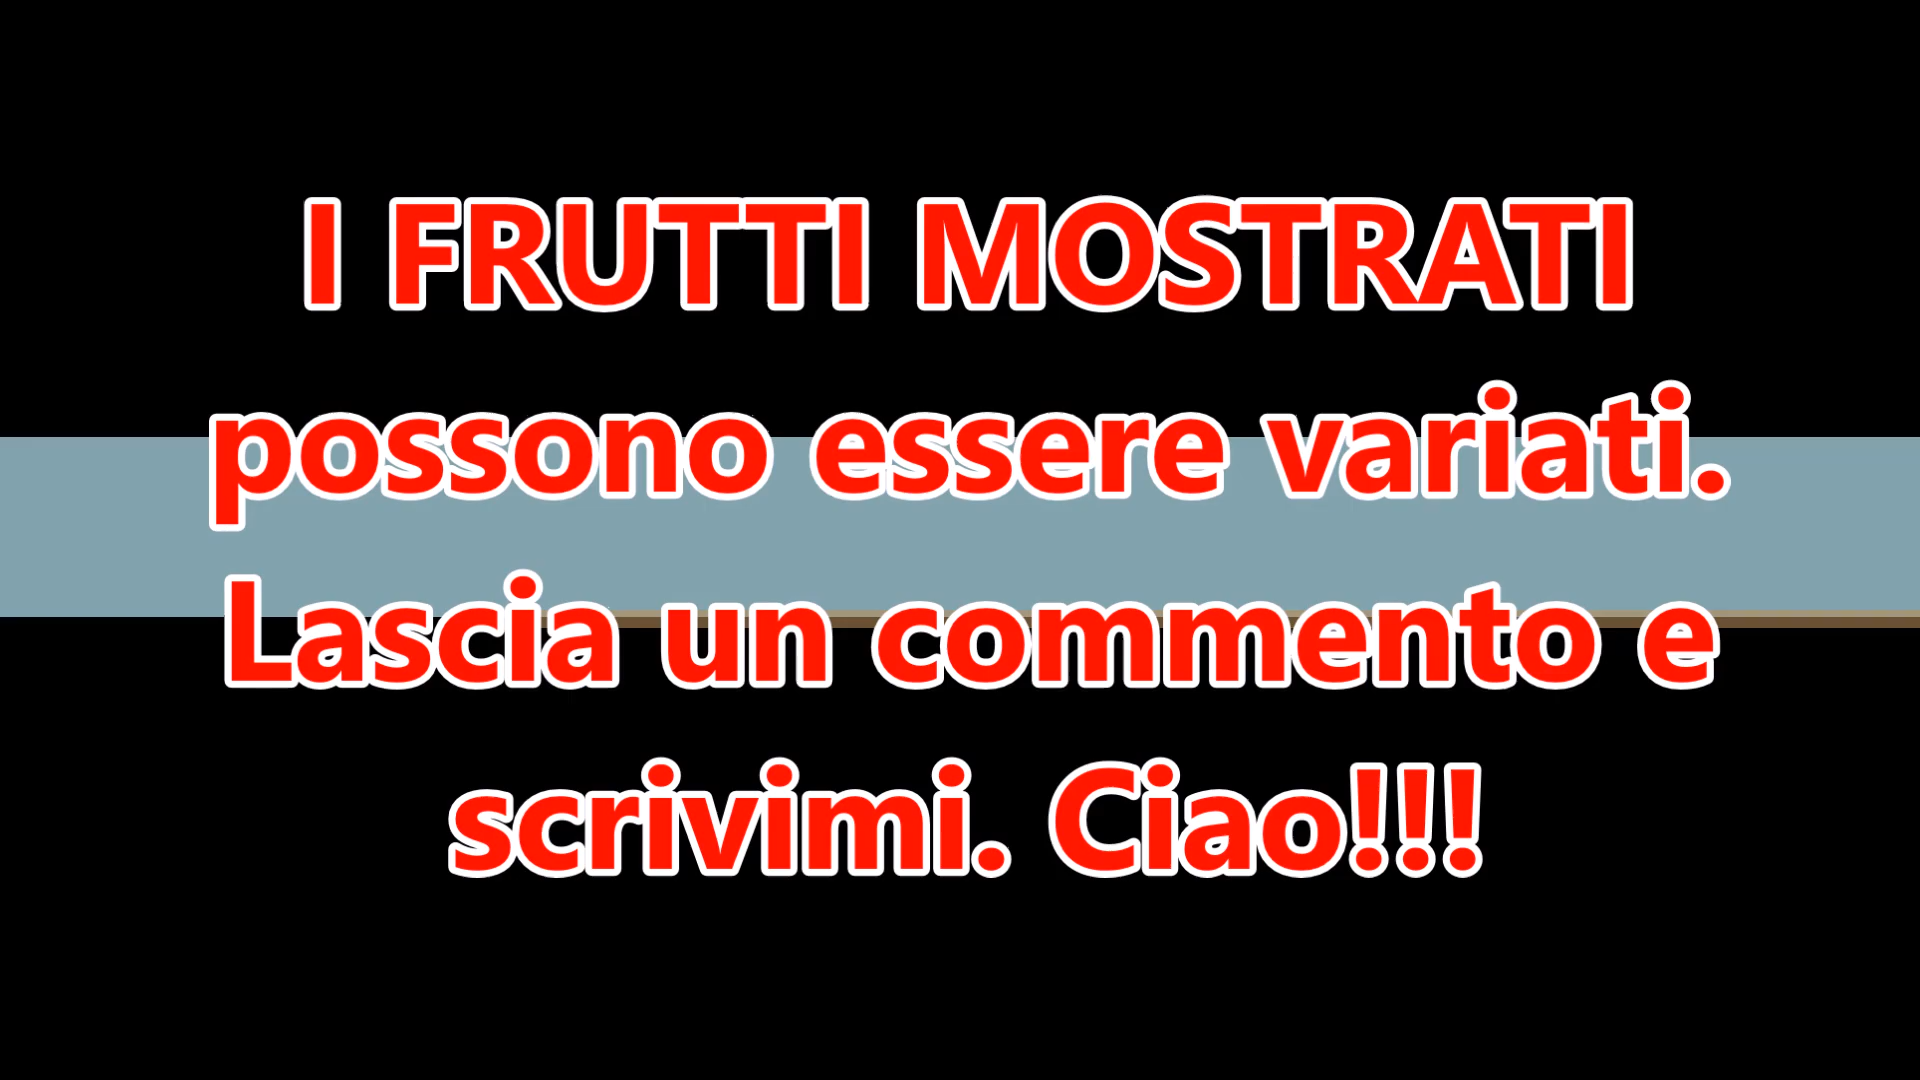 I FRUTTI MOSTRATI
possono essere variati.
Lascia un commento e
scrivimi. Ciao!!!